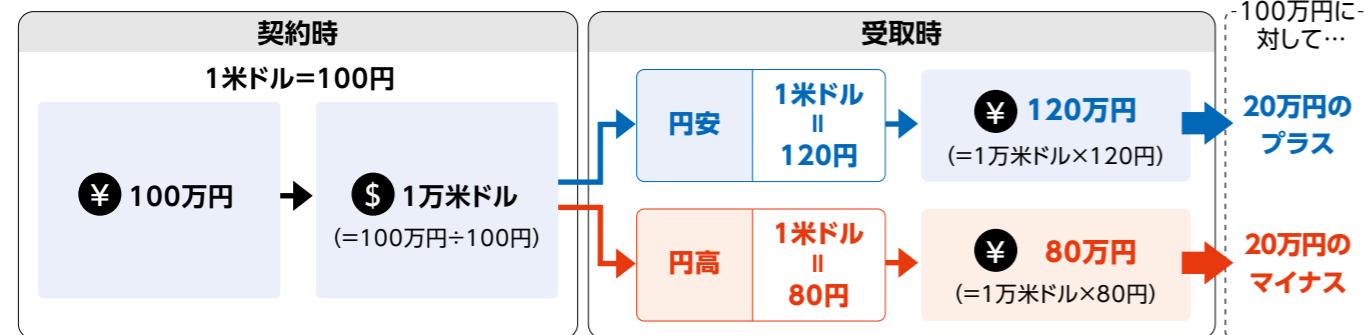 契約時
1米ドル=100円
¥ 100万円
$ 1万米ドル
(=100万円÷100円)
受取時
円安
1米ドル
=
120円
¥ 120万円
(=1万米ドル×120円)
円高
1米ドル
=
80円
¥ 80万円
(=1万米ドル×80円)
100万円に
対して…
20万円の
プラス
20万円の
マイナス